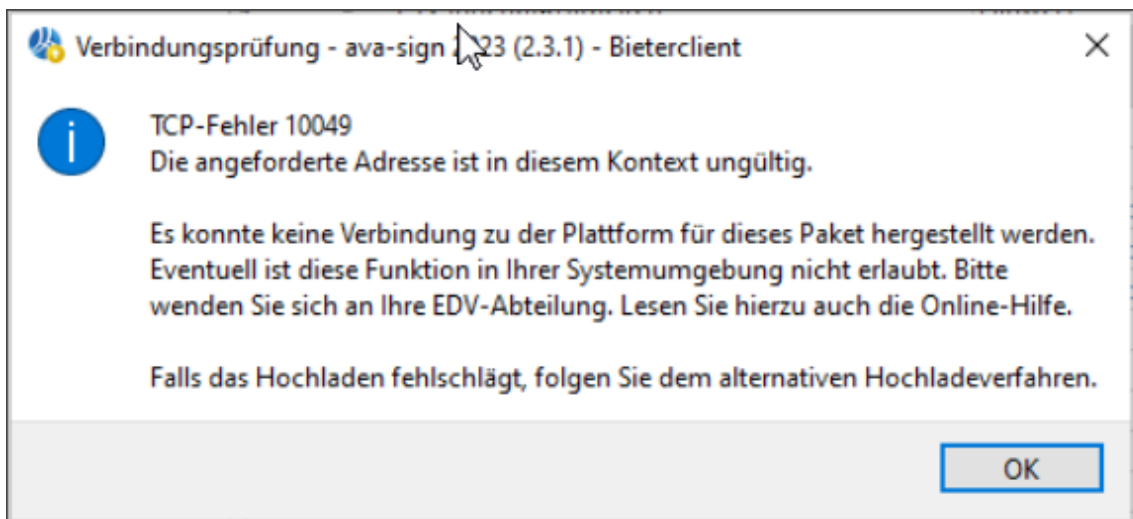 Verbindungsprüfung - ava-sign 2023 (2.3.1) - Bieterclient
TCP-Fehler 10049
Die angeforderte Adresse ist in diesem Kontext ungültig.
Es konnte keine Verbindung zu der Plattform für dieses Paket hergestellt werden.
Eventuell ist diese Funktion in Ihrer Systemumgebung nicht erlaubt. Bitte
wenden Sie sich an Ihre EDV-Abteilung. Lesen Sie hierzu auch die Online-Hilfe.
Falls das Hochladen fehlschlägt, folgen Sie dem alternativen Hochladeverfahren.
OK